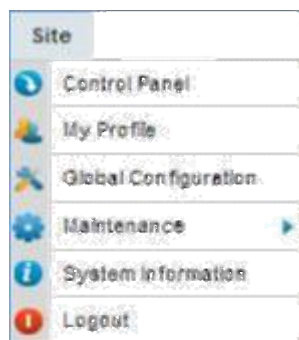 Site
Control Panel
My Profile
Global Configuration
Maintenance
System Information
Logout